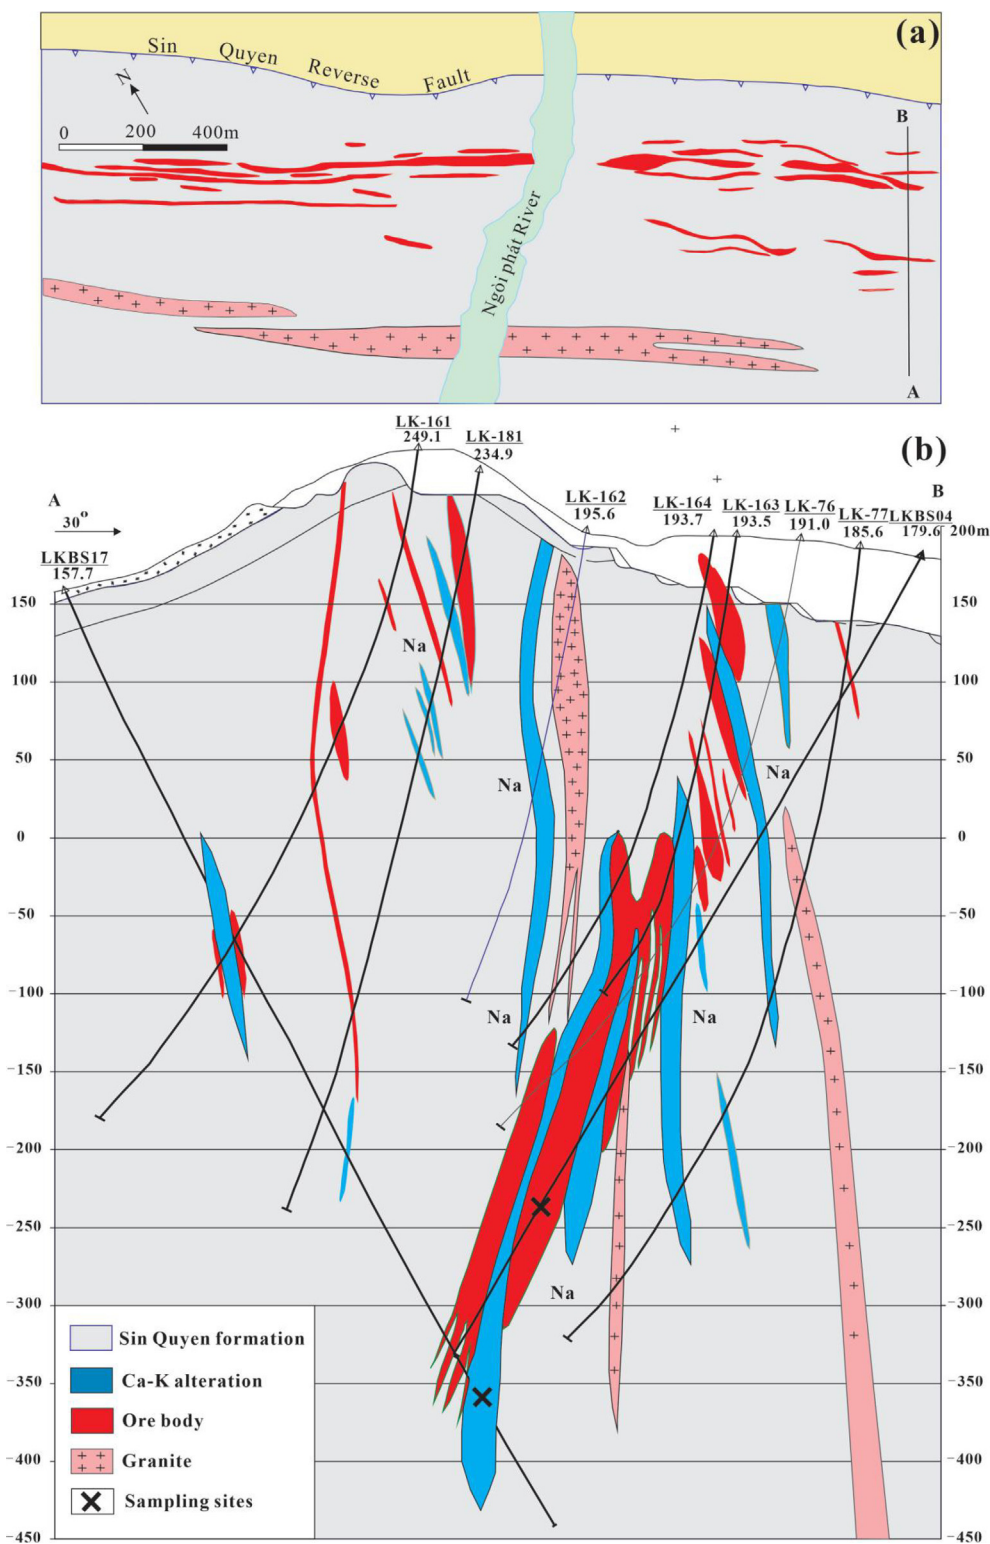 (a)
Sin Quyen Reverse Fault
N
0 200 400m
B
Ngòi phát River
A
(b)
LK-161
249.1
LK-181
234.9
A
B
LK-162
195.6
LK-164
193.7
LK-163
193.5
LK-76
191.0
LK-77
185.6
LKBS04
179.6
200m
30°
LKBS17
157.7
150
150
Na
100
100
50
Na
Na
50
0
0
−50
−50
−100
Na
Na
−100
−150
−150
−200
−200
−250
−250
Na
−300
−300
Sin Quyen formation
−350
Ca-K alteration
−350
Ore body
−400
Granite
−400
Sampling sites
−450
−450